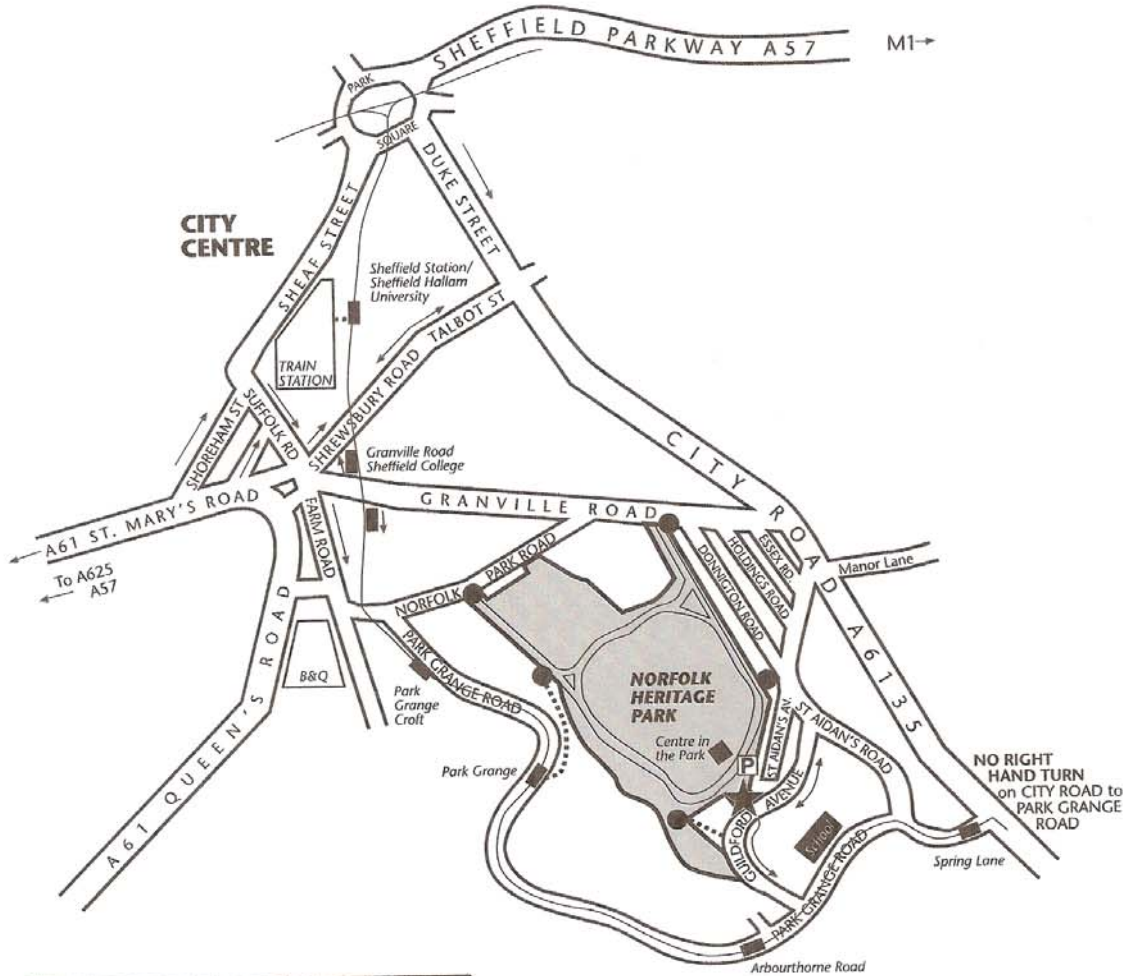 SHEFFIELD PARKWAY A57
M1
PARK
SQUARE
DUKE STREET
CITY
CENTRE
SHEAF STREET
Sheffield Station/
Sheffield Hallam
University
TALBOT ST
TRAIN
STATION
SHREWSBURY ROAD
SUFFOLK RD
SHOREHAM ST
Granville Road
Sheffield College
CITY ROAD A6135
GRANVILLE ROAD
A61 ST. MARY'S ROAD
To A625
A57
FARM ROAD
ESSEX RD.
HOLDINGS ROAD
DONNINGTON ROAD
Manor Lane
NORFOLK PARK ROAD
A61 QUEEN'S ROAD
B&Q
PARK GRANGE ROAD
Park
Grange
Croft
NORFOLK
HERITAGE
PARK
Centre in
the Park
P
ST AIDAN'S AV.
ST AIDAN'S ROAD
Park Grange
GUILDFORD AVENUE
School
NO RIGHT
HAND TURN
on CITY ROAD to
PARK GRANGE
ROAD
Spring Lane
PARK GRANGE ROAD
Arbourthorne Road